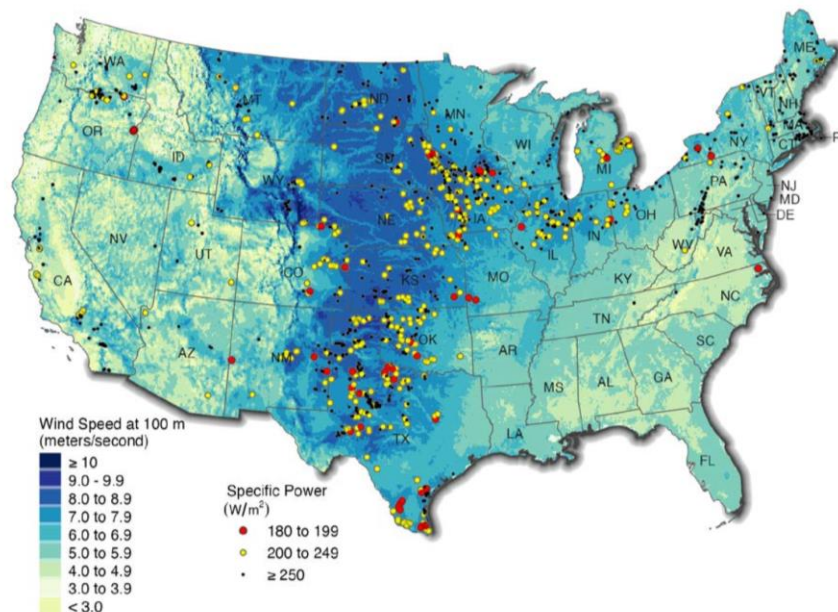 WA
ME
MT
ND
VT
MN
NH
OR
WI
NY
MA
ID
SD
CT
R
MI
WY
PA
NJ
IA
NE
MD
OH
DE
IN
NV
IL
WV
UT
CO
VA
CA
KS
MO
KY
NC
TN
OK
AZ
NM
AR
SC
MS
AL
GA
TX
LA
FL
Wind Speed at 100 m
(meters/second)
≥ 10
9.0 - 9.9
8.0 to 8.9
7.0 to 7.9
6.0 to 6.9
5.0 to 5.9
4.0 to 4.9
3.0 to 3.9
< 3.0
Specific Power
(W/m²)
180 to 199
200 to 249
≥ 250